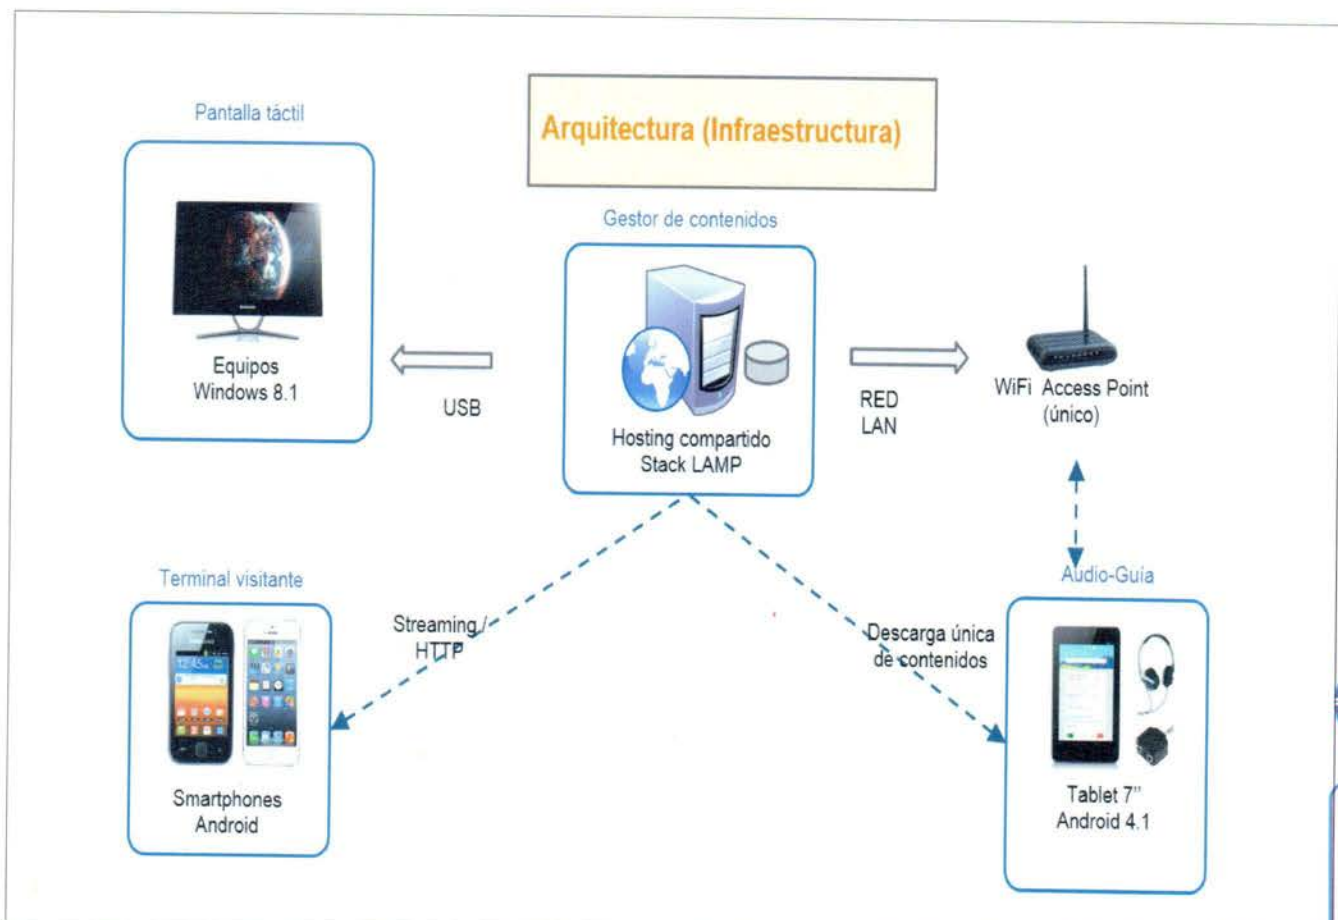 Pantalla táctil
Arquitectura (Infraestructura)
Gestor de contenidos
Equipos
Windows 8.1
USB
Hosting compartido
Stack LAMP
RED
LAN
WiFi Access Point
(único)
Terminal visitante
Streaming /
HTTP
Descarga única
de contenidos
Audio-Guía
Smartphones
Android
Tablet 7''
Android 4.1